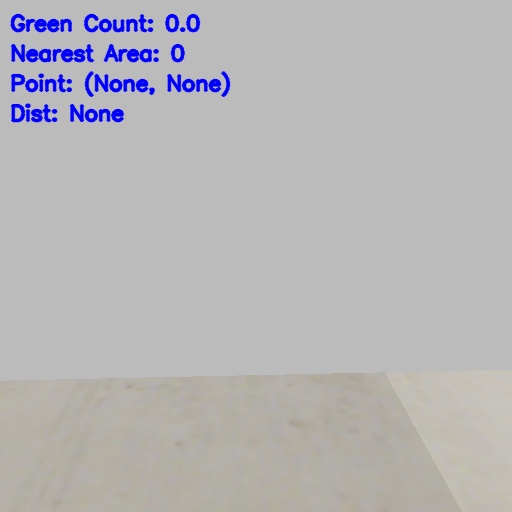 Green Count: 0.0
Nearest Area: 0
Point: (None, None)
Dist: None